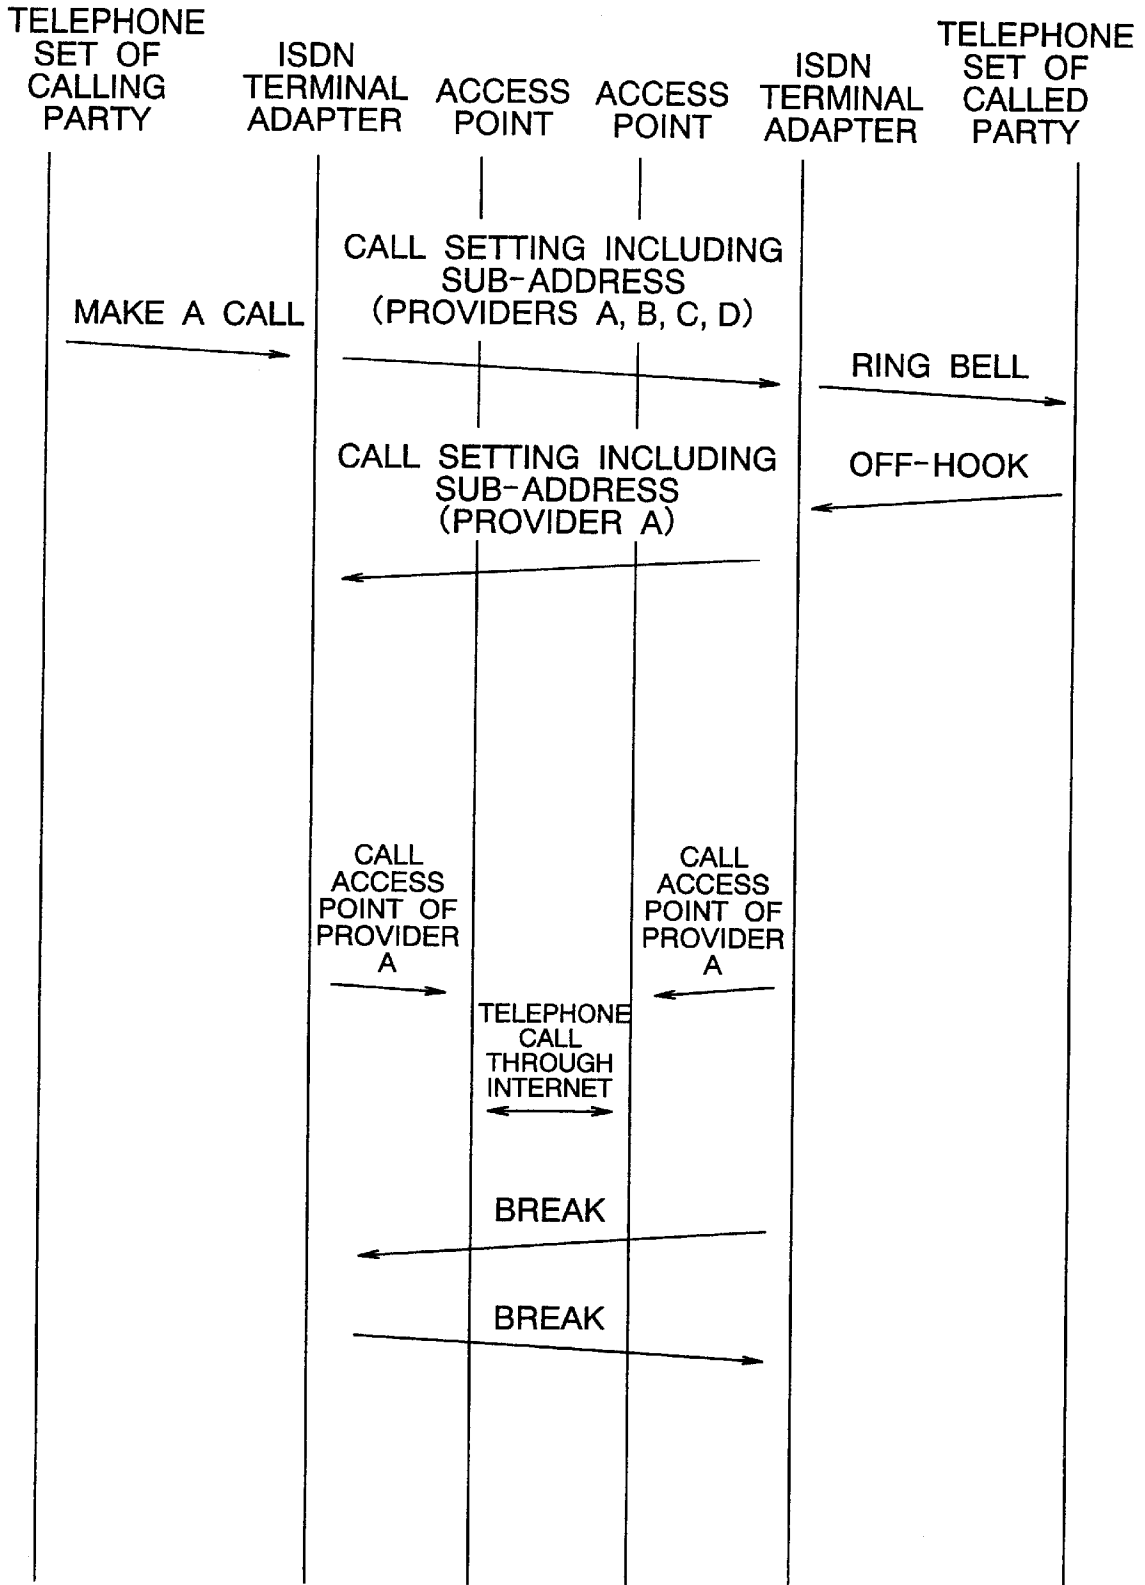 TELEPHONE
SET OF
CALLING
PARTY
ISDN
TERMINAL
ADAPTER
ACCESS
POINT
ACCESS
POINT
ISDN
TERMINAL
ADAPTER
TELEPHONE
SET OF
CALLED
PARTY
CALL SETTING INCLUDING
SUB-ADDRESS
(PROVIDERS A, B, C, D)
MAKE A CALL
RING BELL
CALL SETTING INCLUDING
SUB-ADDRESS
(PROVIDER A)
OFF-HOOK
CALL
ACCESS
POINT OF
PROVIDER
A
CALL
ACCESS
POINT OF
PROVIDER
A
TELEPHONE
CALL
THROUGH
INTERNET
BREAK
BREAK